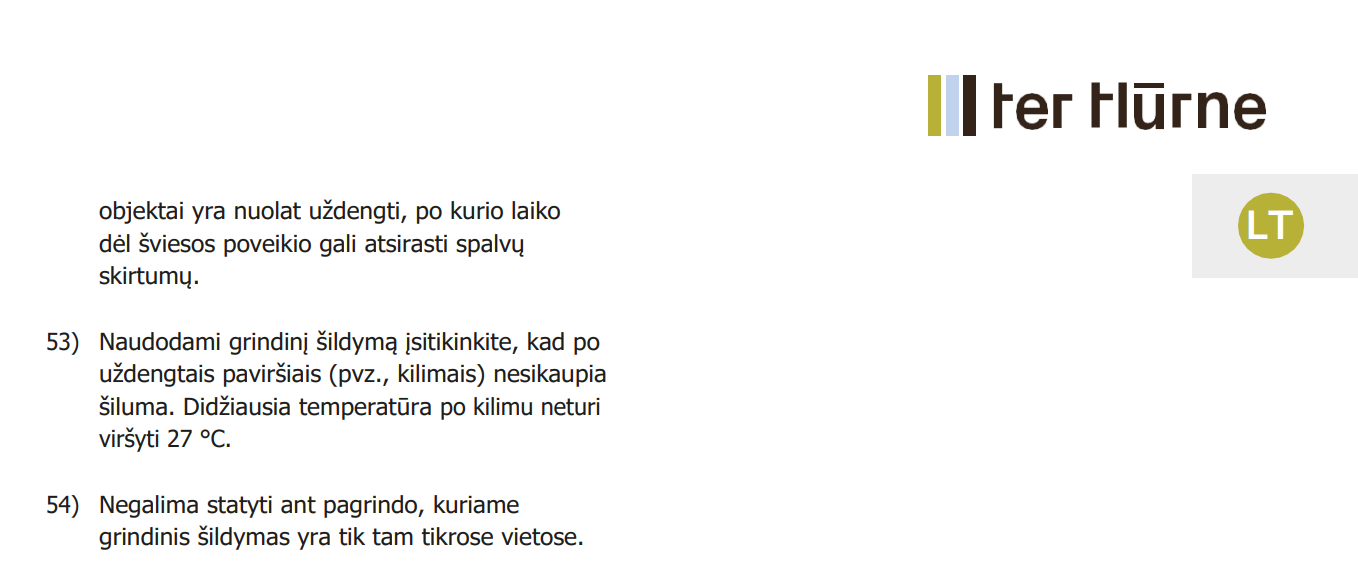 ter Hürne
LT
objektai yra nuolat uždengti, po kurio laiko
dėl šviesos poveikio gali atsirasti spalvų
skirtumų.
53) Naudodami grindinį šildymą įsitikinkite, kad po
uždengtais paviršiais (pvz., kilimais) nesikaupia
šiluma. Didžiausia temperatūra po kilimu neturi
viršyti 27 °C.
54) Negalima statyti ant pagrindo, kuriame
grindinis šildymas yra tik tam tikrose vietose.